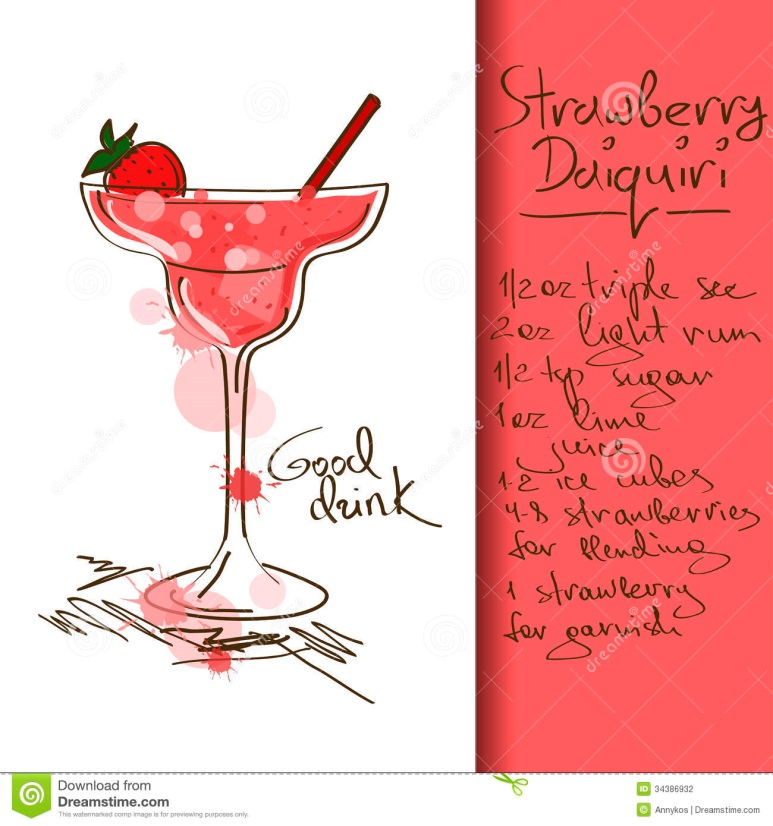 Strawberry
Daiquiri
1/2 oz triple sec
2 oz light rum
1/2 tsp sugar
1 oz lime
juice
1-2 ice cubes
4-8 strawberries
for blending
1 strawberry
for garnish
Good
drink
dreamstime
Download from
Dreamstime.com
This watermarked comp image is for previewing purposes only.
ID 34386932
© Annykos | Dreamstime.com